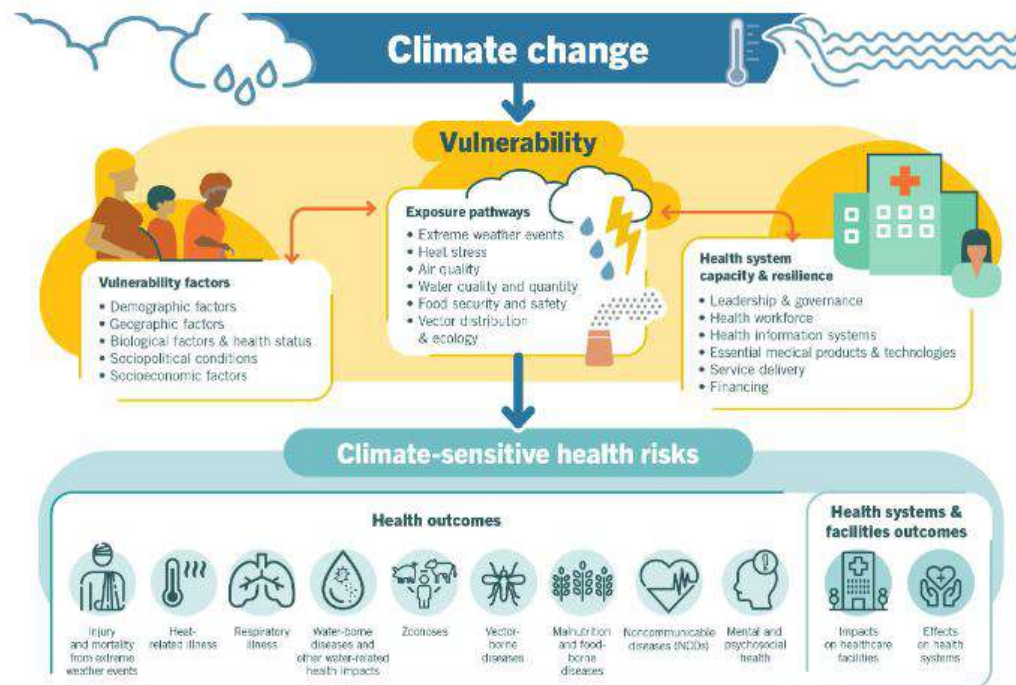 Climate change
Vulnerability
Vulnerability factors
• Demographic factors
• Geographic factors
• Biological factors & health status
• Sociopolitical conditions
• Socioeconomic factors
Exposure pathways
• Extreme weather events
• Heat stress
• Air quality
• Water quality and quantity
• Food security and safety
• Vector distribution
& ecology
Health system
capacity & resilience
• Leadership & governance
• Health workforce
• Health information systems
• Essential medical products & technologies
• Service delivery
• Financing
Climate-sensitive health risks
Health outcomes
Injury
and mortality
from extreme
weather events
Heat-
related illness
Respiratory
illness
Water-borne
diseases and
other water-related
health impacts
Zoonoses
Vector-
borne
diseases
Malnutrition
and food-
borne
diseases
Noncommunicable
diseases (NCDs)
Mental and
psychosocial
health
Health systems &
facilities outcomes
Impacts
on healthcare
facilities
Effects
on health
systems